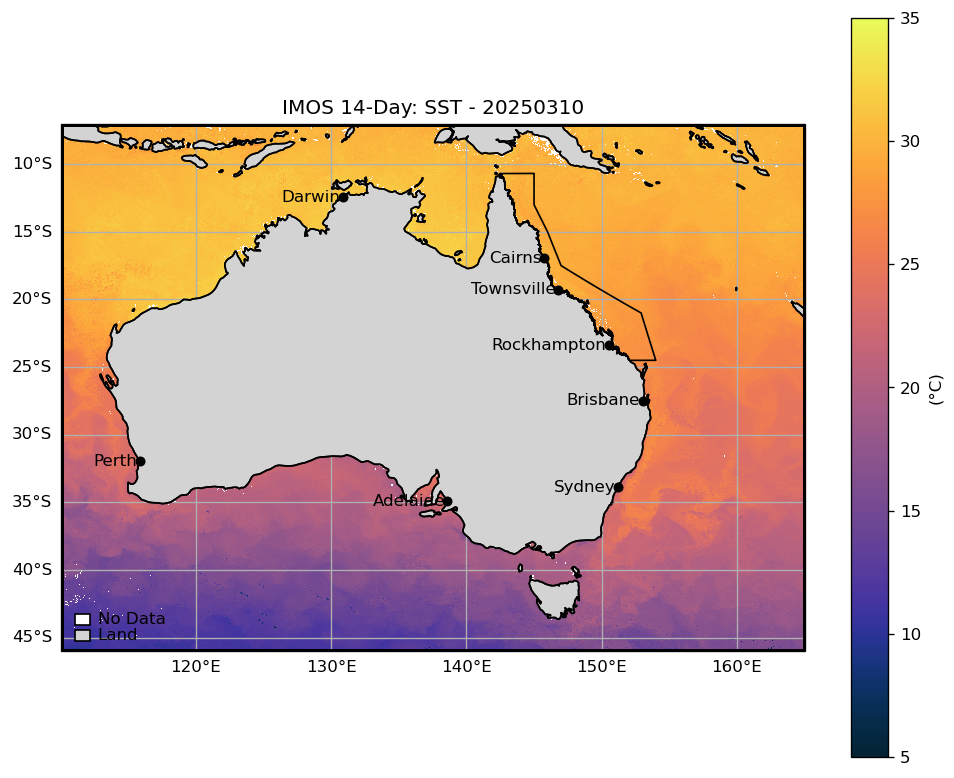 IMOS 14-Day: SST - 20250310
35
30
25
20
15
10
5
(°C)
10°S
15°S
20°S
25°S
30°S
35°S
40°S
45°S
Darwin
Cairns
Townsville
Rockhampton
Brisbane
Perth
Sydney
Adelaide
No Data
Land
120°E
130°E
140°E
150°E
160°E